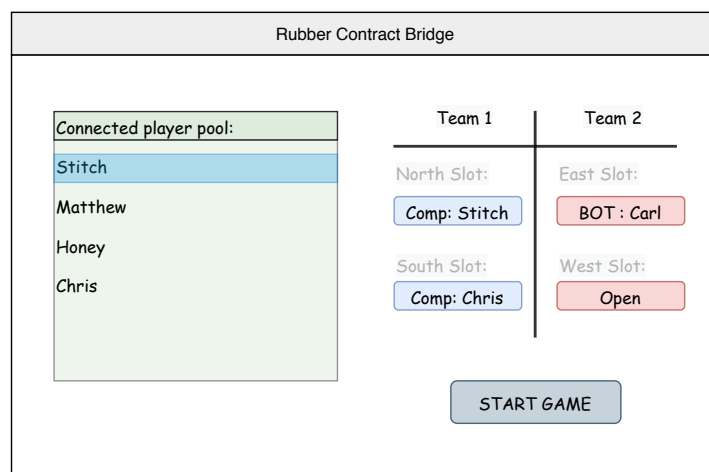 Rubber Contract Bridge
Connected player pool:
Stitch
Matthew
Honey
Chris
Team 1
Team 2
North Slot:
East Slot:
Comp: Stitch
BOT : Carl
South Slot:
West Slot:
Comp: Chris
Open
START GAME